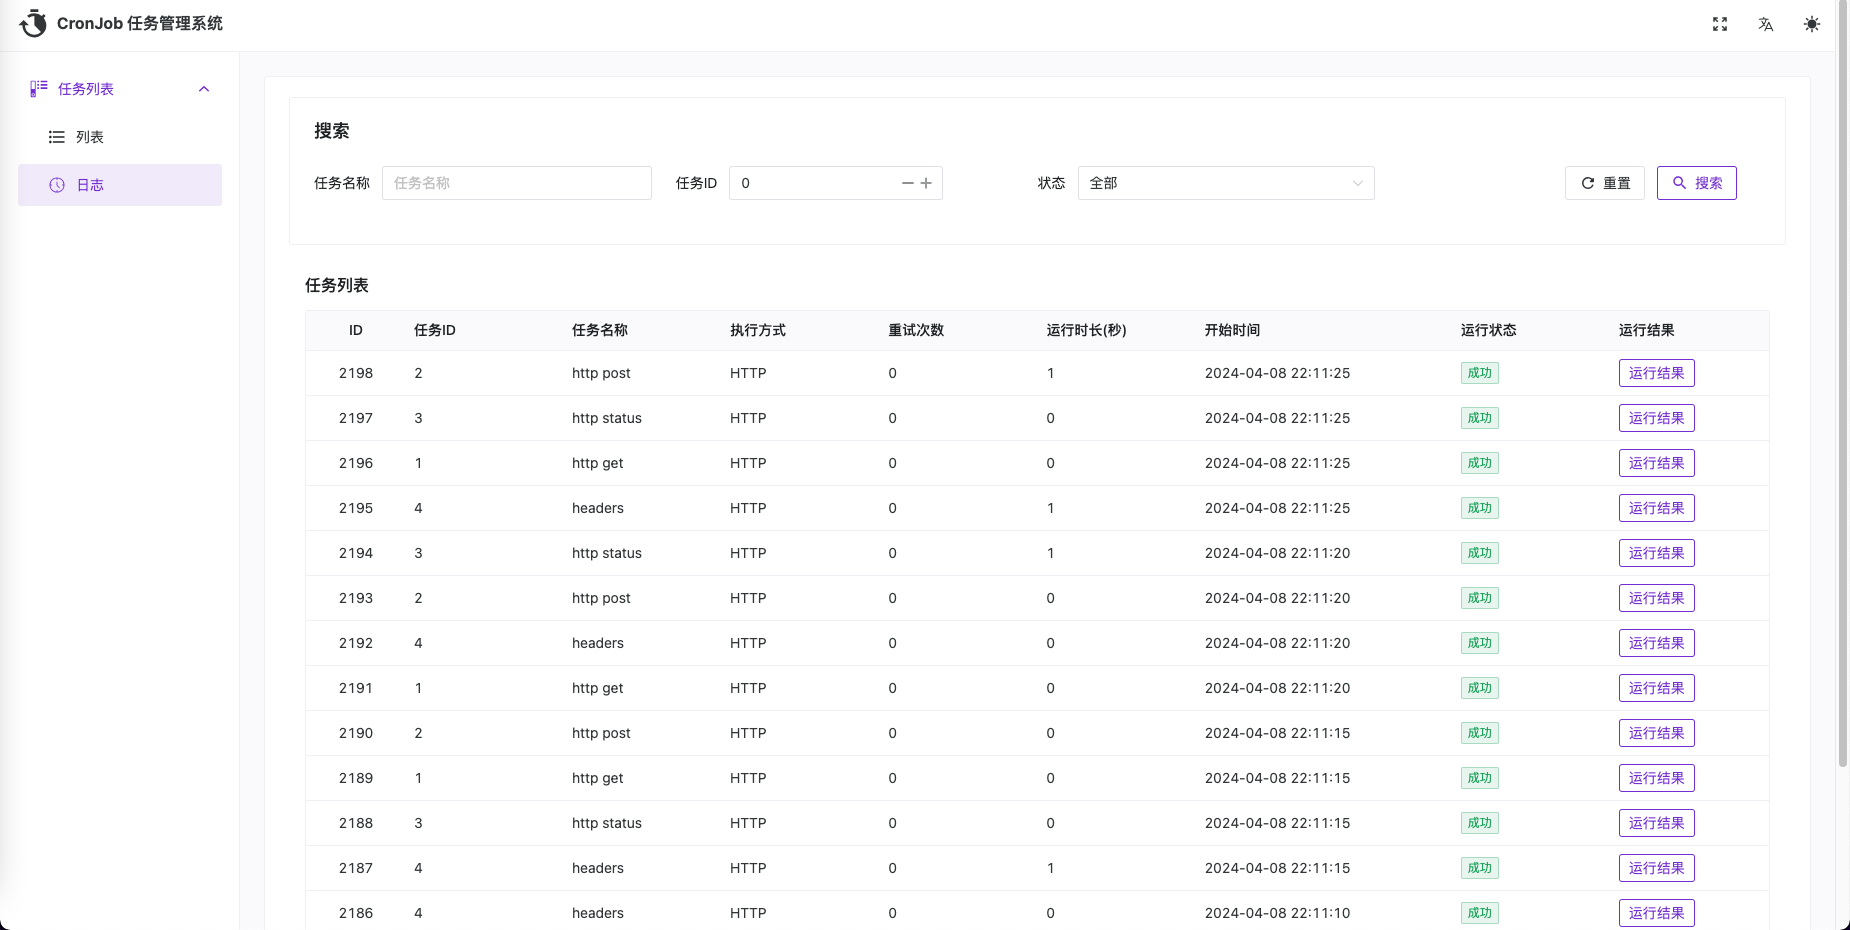 CronJob 任务管理系统
任务列表
列表
日志
搜索
任务名称 任务名称 任务ID 0 状态 全部 重置 搜索
任务列表
ID 任务ID 任务名称 执行方式 重试次数 运行时长(秒) 开始时间 运行状态 运行结果
2198 2 http post HTTP 0 1 2024-04-08 22:11:25 成功 运行结果
2197 3 http status HTTP 0 0 2024-04-08 22:11:25 成功 运行结果
2196 1 http get HTTP 0 0 2024-04-08 22:11:25 成功 运行结果
2195 4 headers HTTP 0 1 2024-04-08 22:11:25 成功 运行结果
2194 3 http status HTTP 0 1 2024-04-08 22:11:20 成功 运行结果
2193 2 http post HTTP 0 0 2024-04-08 22:11:20 成功 运行结果
2192 4 headers HTTP 0 0 2024-04-08 22:11:20 成功 运行结果
2191 1 http get HTTP 0 0 2024-04-08 22:11:20 成功 运行结果
2190 2 http post HTTP 0 0 2024-04-08 22:11:15 成功 运行结果
2189 1 http get HTTP 0 0 2024-04-08 22:11:15 成功 运行结果
2188 3 http status HTTP 0 0 2024-04-08 22:11:15 成功 运行结果
2187 4 headers HTTP 0 1 2024-04-08 22:11:15 成功 运行结果
2186 4 headers HTTP 0 0 2024-04-08 22:11:10 成功 运行结果